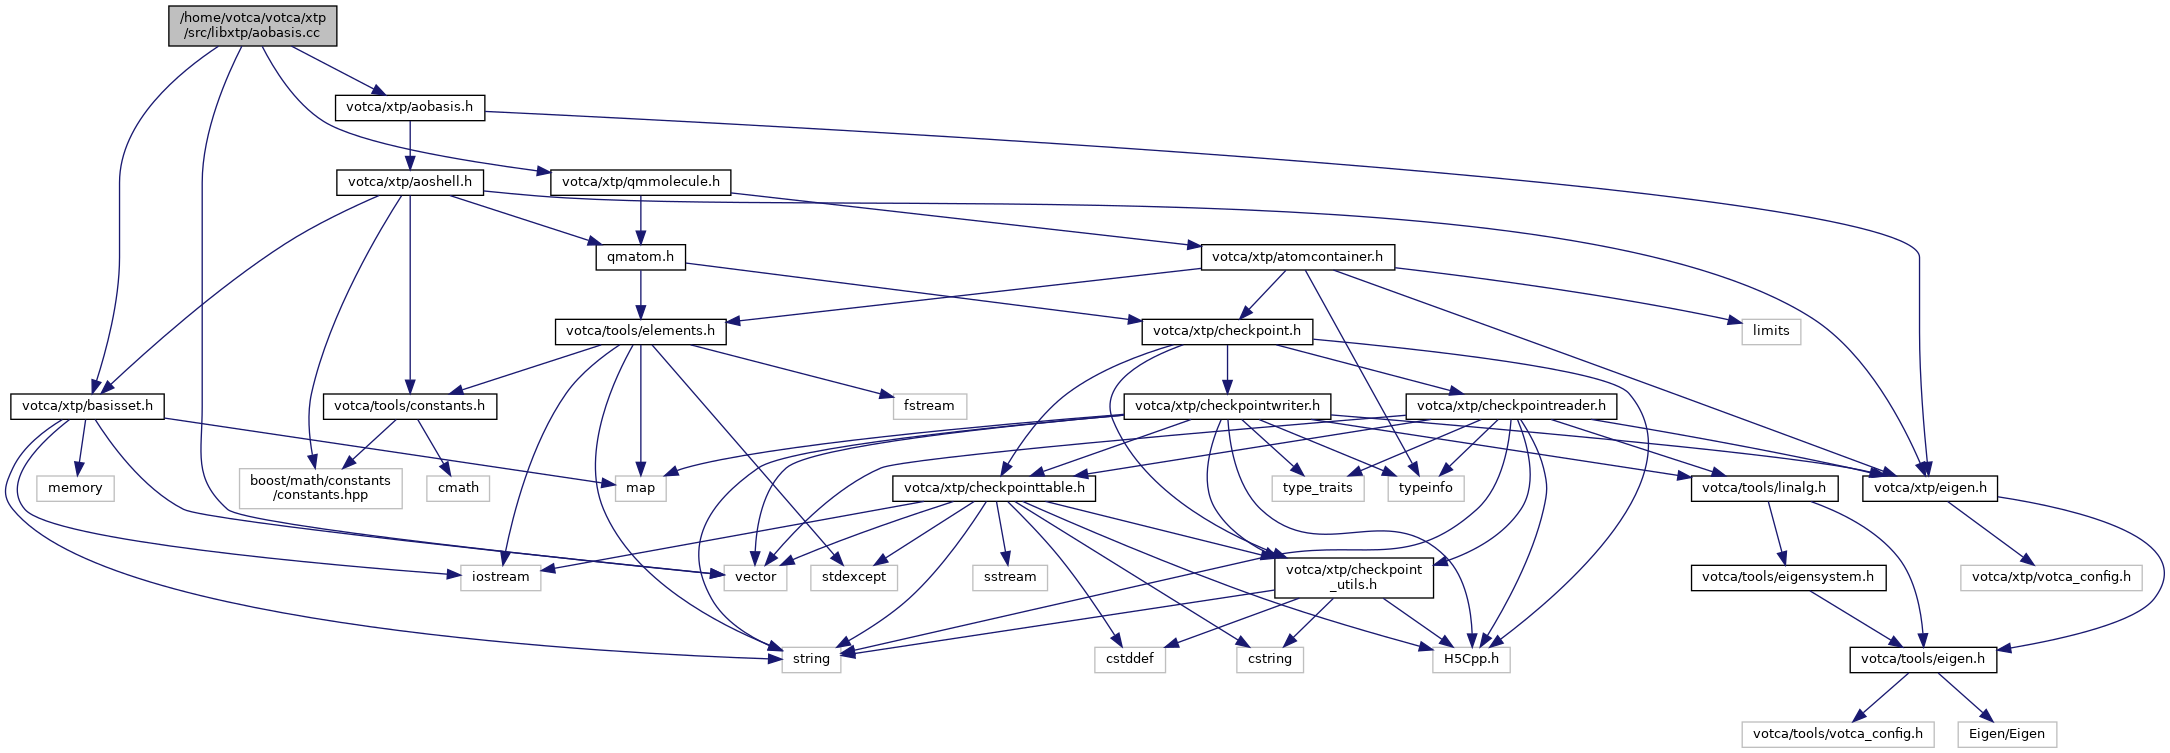 /home/votca/votca/xtp
/src/libxtp/aobasis.cc
votca/xtp/aobasis.h
votca/xtp/aoshell.h
votca/xtp/qmmolecule.h
qmatom.h
votca/xtp/atomcontainer.h
votca/tools/elements.h
votca/xtp/checkpoint.h
limits
votca/xtp/basisset.h
votca/tools/constants.h
fstream
votca/xtp/checkpointwriter.h
votca/xtp/checkpointreader.h
memory
boost/math/constants
/constants.hpp
cmath
map
votca/xtp/checkpointtable.h
type_traits
typeinfo
votca/tools/linalg.h
votca/xtp/eigen.h
iostream
vector
stdexcept
sstream
votca/xtp/checkpoint
_utils.h
votca/tools/eigensystem.h
votca/xtp/votca_config.h
string
cstddef
cstring
H5Cpp.h
votca/tools/eigen.h
votca/tools/votca_config.h
Eigen/Eigen